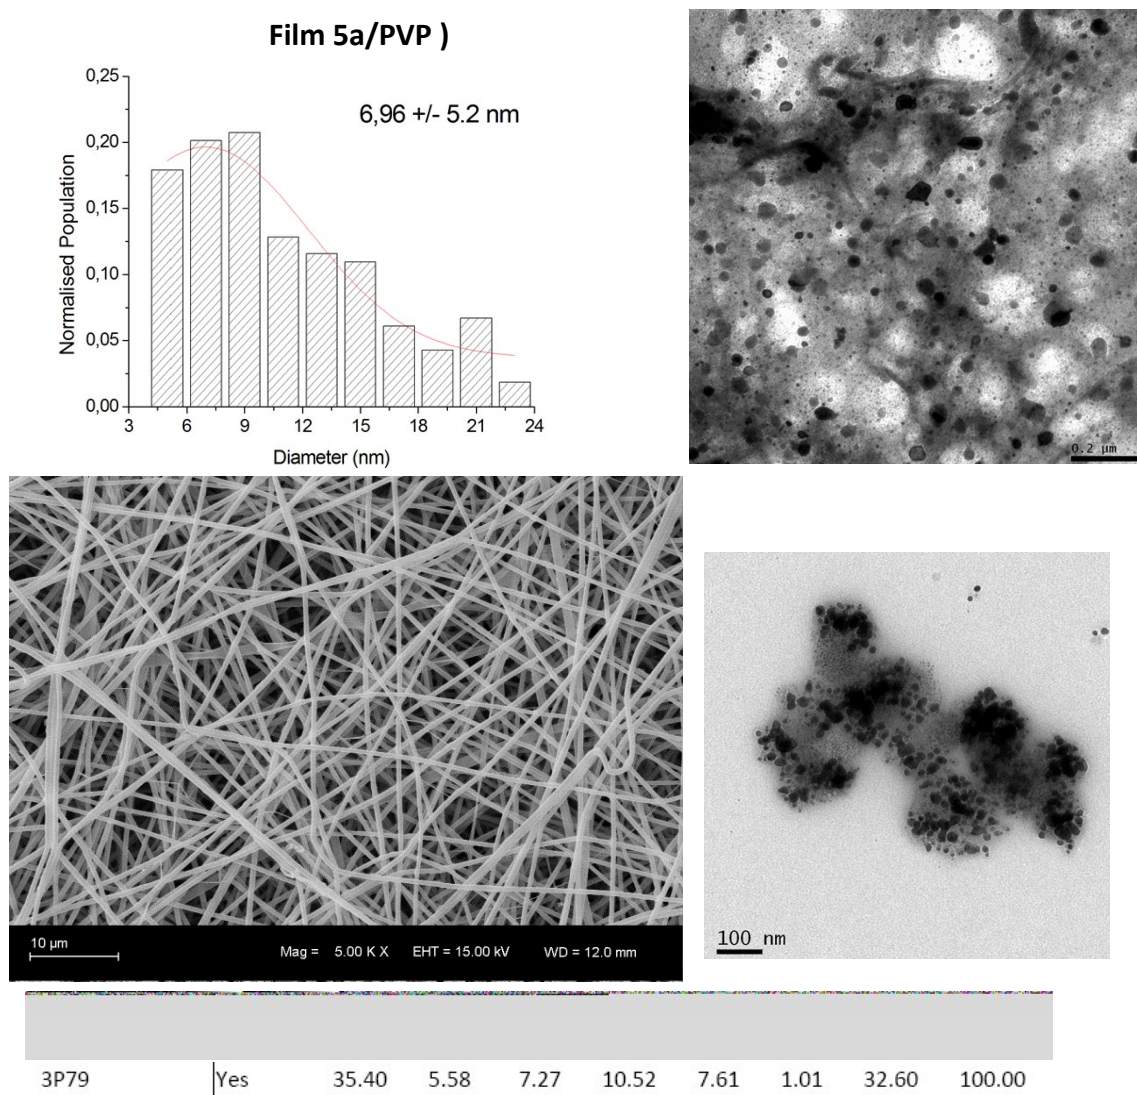 Film 5a/PVP )
0,25
0,20
0,15
0,10
0,05
0,00
Normalised Population
6,96 +/- 5.2 nm
3 6 9 12 15 18 21 24
Diameter (nm)
0.2 µm
10 µm
Mag = 5.00 K X EHT = 15.00 kV WD = 12.0 mm
100 nm
3P79 Yes 35.40 5.58 7.27 10.52 7.61 1.01 32.60 100.00